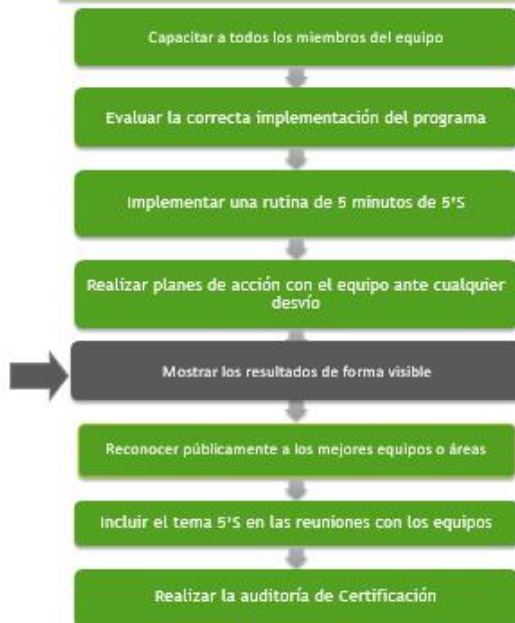 Capacitar a todos los miembros del equipo
Evaluar la correcta implementación del programa
Implementar una rutina de 5 minutos de 5'S
Realizar planes de acción con el equipo ante cualquier
desvío
Mostrar los resultados de forma visible
Reconocer públicamente a los mejores equipos o áreas
Incluir el tema 5'S en las reuniones con los equipos
Realizar la auditoría de Certificación